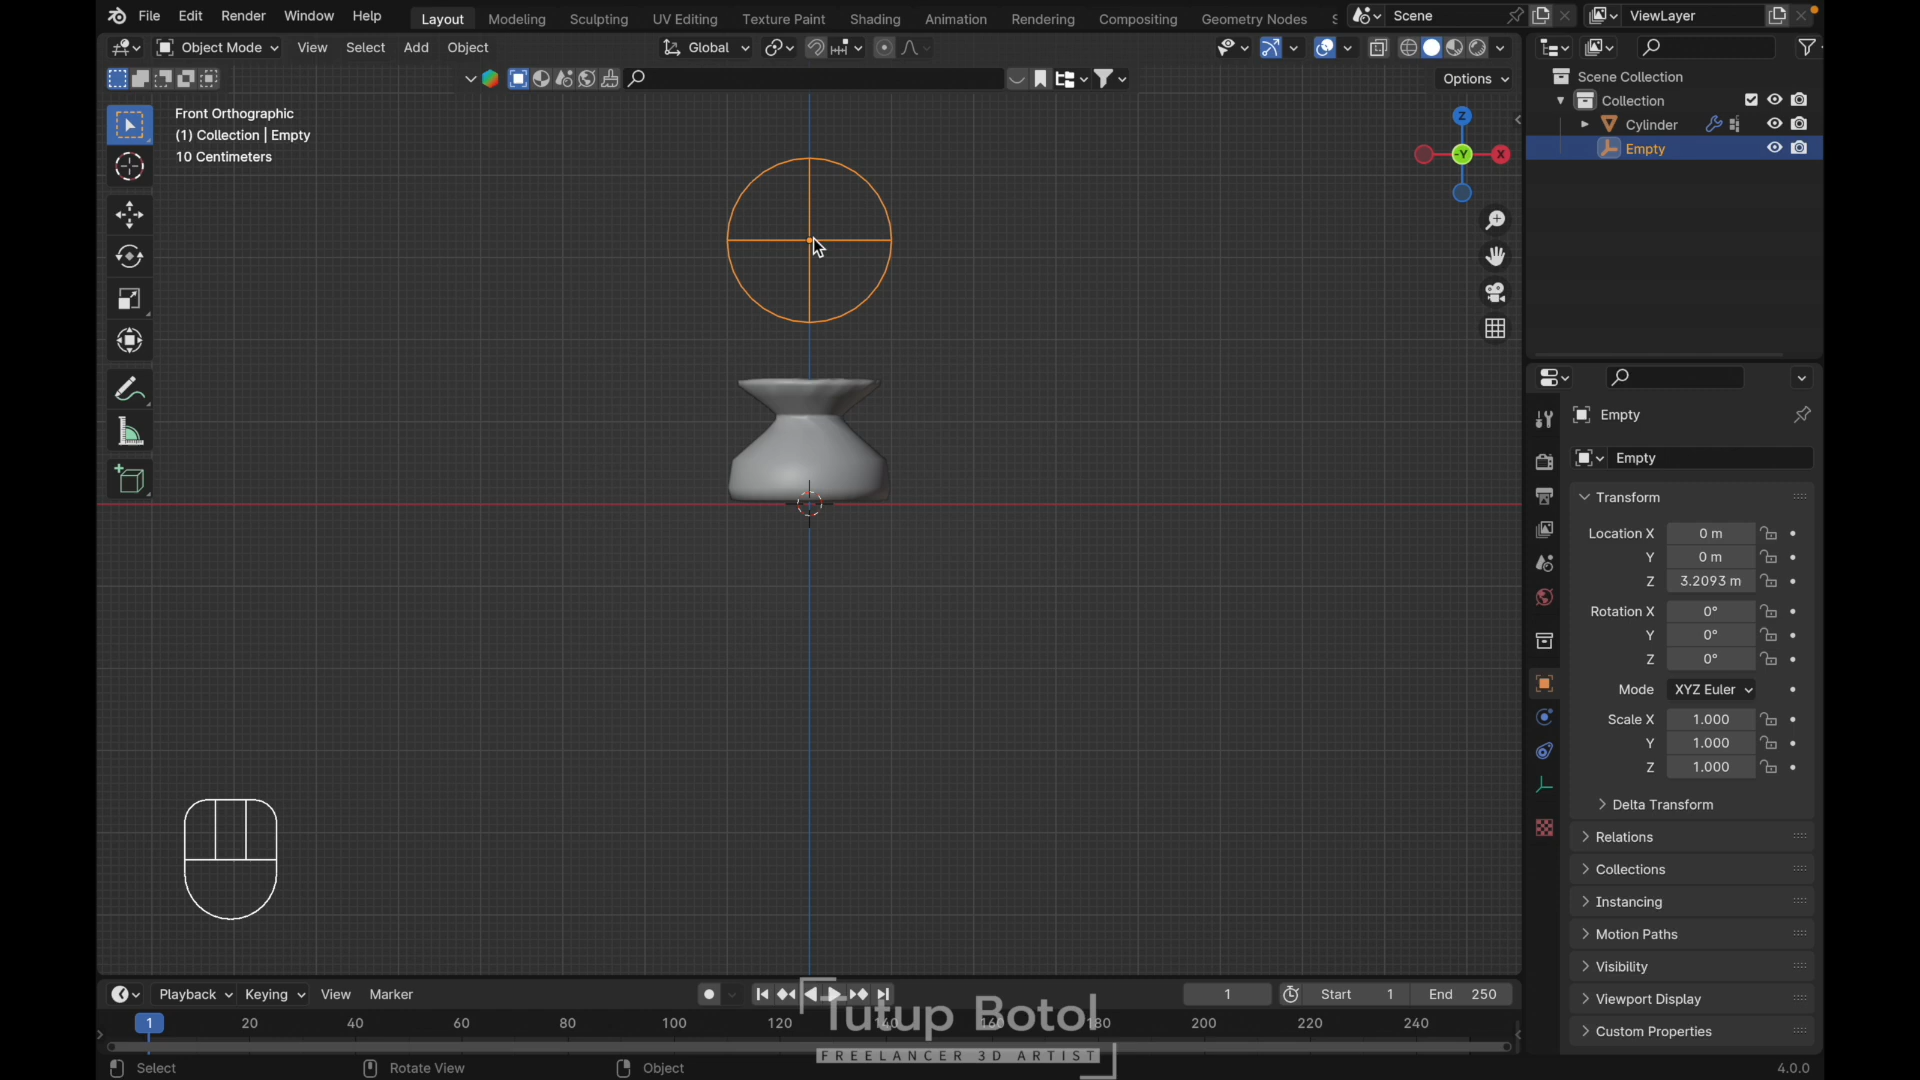 File Edit Render Window Help Layout Modeling Sculpting UV Editing Texture Paint Shading Animation Rendering Compositing Geometry Nodes S Scene ViewLayer
Object Mode View Select Add Object Global
Options
Front Orthographic
(1) Collection | Empty
10 Centimeters
Z
-Y
X
Scene Collection
Collection
Cylinder
Empty
Empty
Empty
Transform
Location X 0 m
Y 0 m
Z 3.2093 m
Rotation X 0°
Y 0°
Z 0°
Mode XYZ Euler
Scale X 1.000
Y 1.000
Z 1.000
Delta Transform
Relations
Collections
Instancing
Motion Paths
Visibility
Viewport Display
Custom Properties
Playback Keying View Marker 1 Start 1 End 250
1 20 40 60 80 100 120 140 160 180 200 220 240
Tutup Botol
FREELANCER 3D ARTIST
Select Rotate View Object 4.0.0